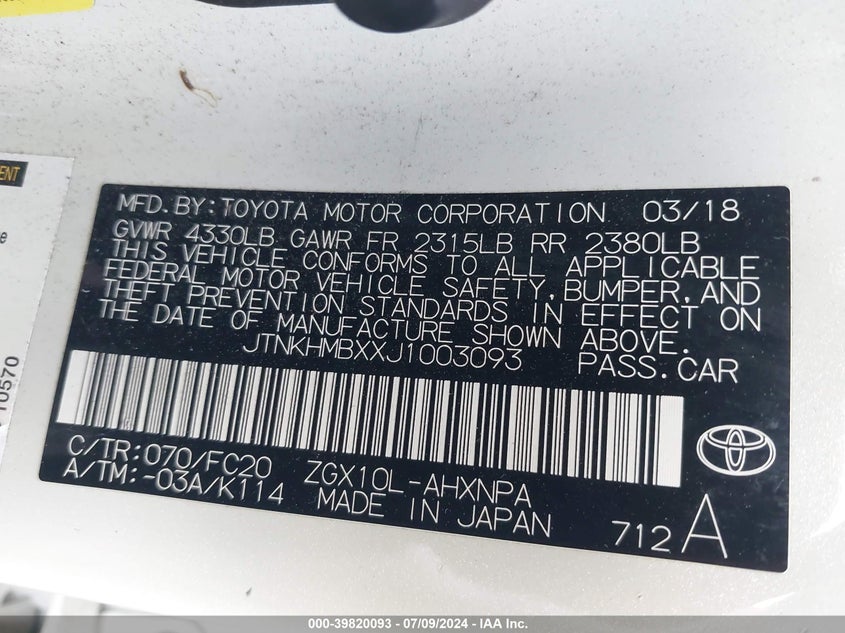 ENT
e
10570
MFD.BY:TOYOTA MOTOR CORPORATION 03/18
GVWR 4330LB GAWR FR 2315LB RR 2380LB
THIS VEHICLE CONFORMS TO ALL APPLICABLE
FEDERAL MOTOR VEHICLE SAFETY,BUMPER,AND
THEFT PREVENTION STANDARDS IN EFFECT ON
THE DATE OF MANUFACTURE SHOWN ABOVE.
JTNKHMBXXJ1003093 PASS.CAR
C/TR:070/FC20 ZGX10L-AHXNPA
A/TM:-03A/K114 MADE IN JAPAN
712A
000-39820093 - 07/09/2024 - IAA Inc.